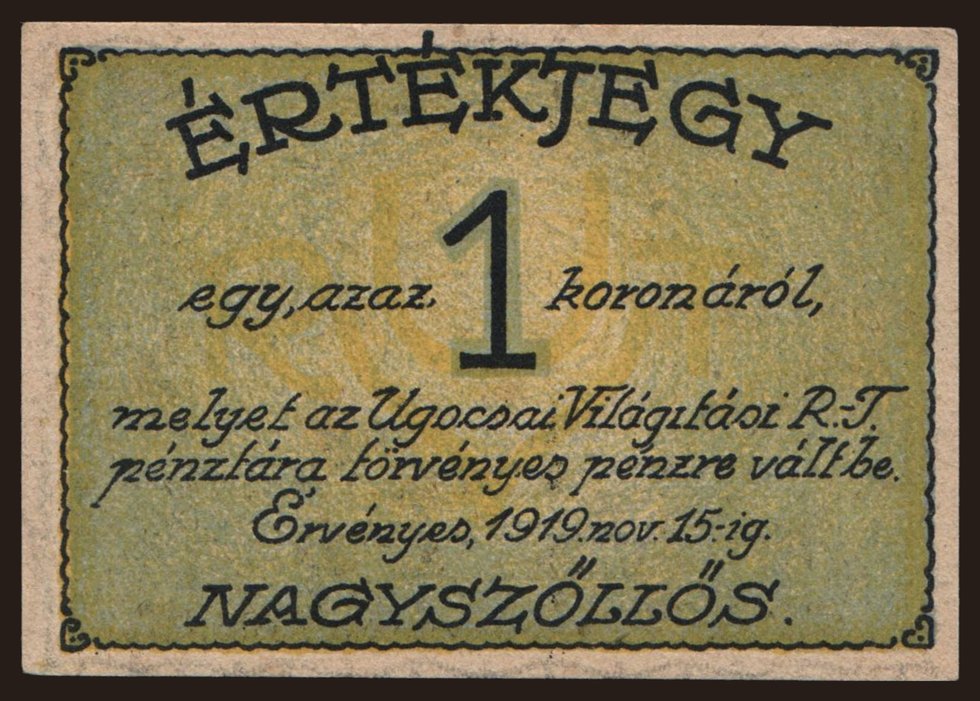 ÉRTÉKJEGY
egy, azaz 1 koronáról,
melyet az Ugocsai Világítási R.-T.
pénztára törvényes pénzre vált be.
Érvényes, 1919. nov. 15-ig.
NAGYSZŐLLŐS.